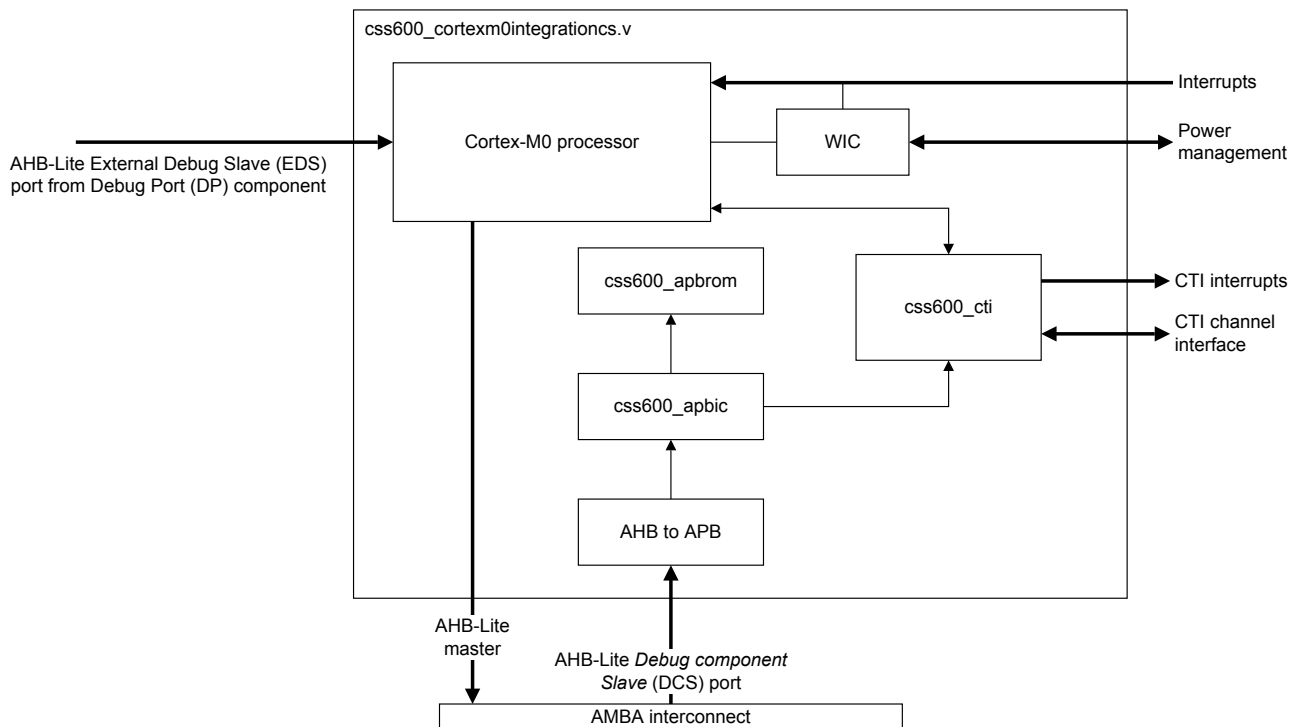 css600_cortexm0integrationcs.v
Cortex-M0 processor
WIC
Interrupts
Power
management
AHB-Lite External Debug Slave (EDS)
port from Debug Port (DP) component
css600_apbrom
css600_cti
CTI interrupts
CTI channel
interface
css600_apbic
AHB to APB
AHB-Lite
master
AHB-Lite Debug component
Slave (DCS) port
AMBA interconnect